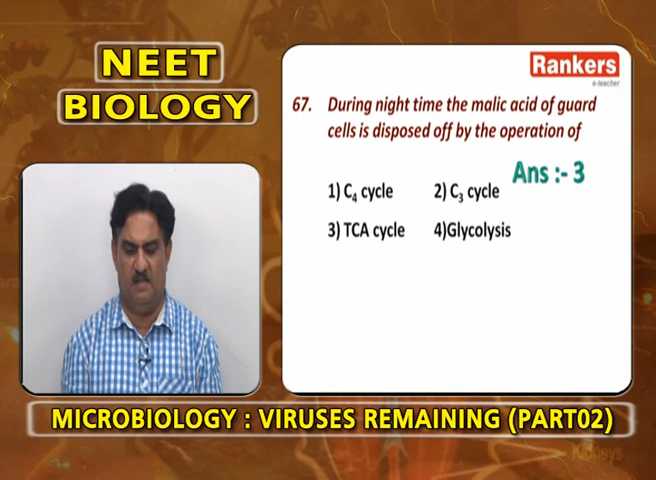 NEET
BIOLOGY
Rankers
e-teacher
67. During night time the malic acid of guard
cells is disposed off by the operation of
Ans :- 3
1) C₄ cycle 2) C₃ cycle
3) TCA cycle 4)Glycolysis
MICROBIOLOGY : VIRUSES REMAINING (PART02)
Kidneys